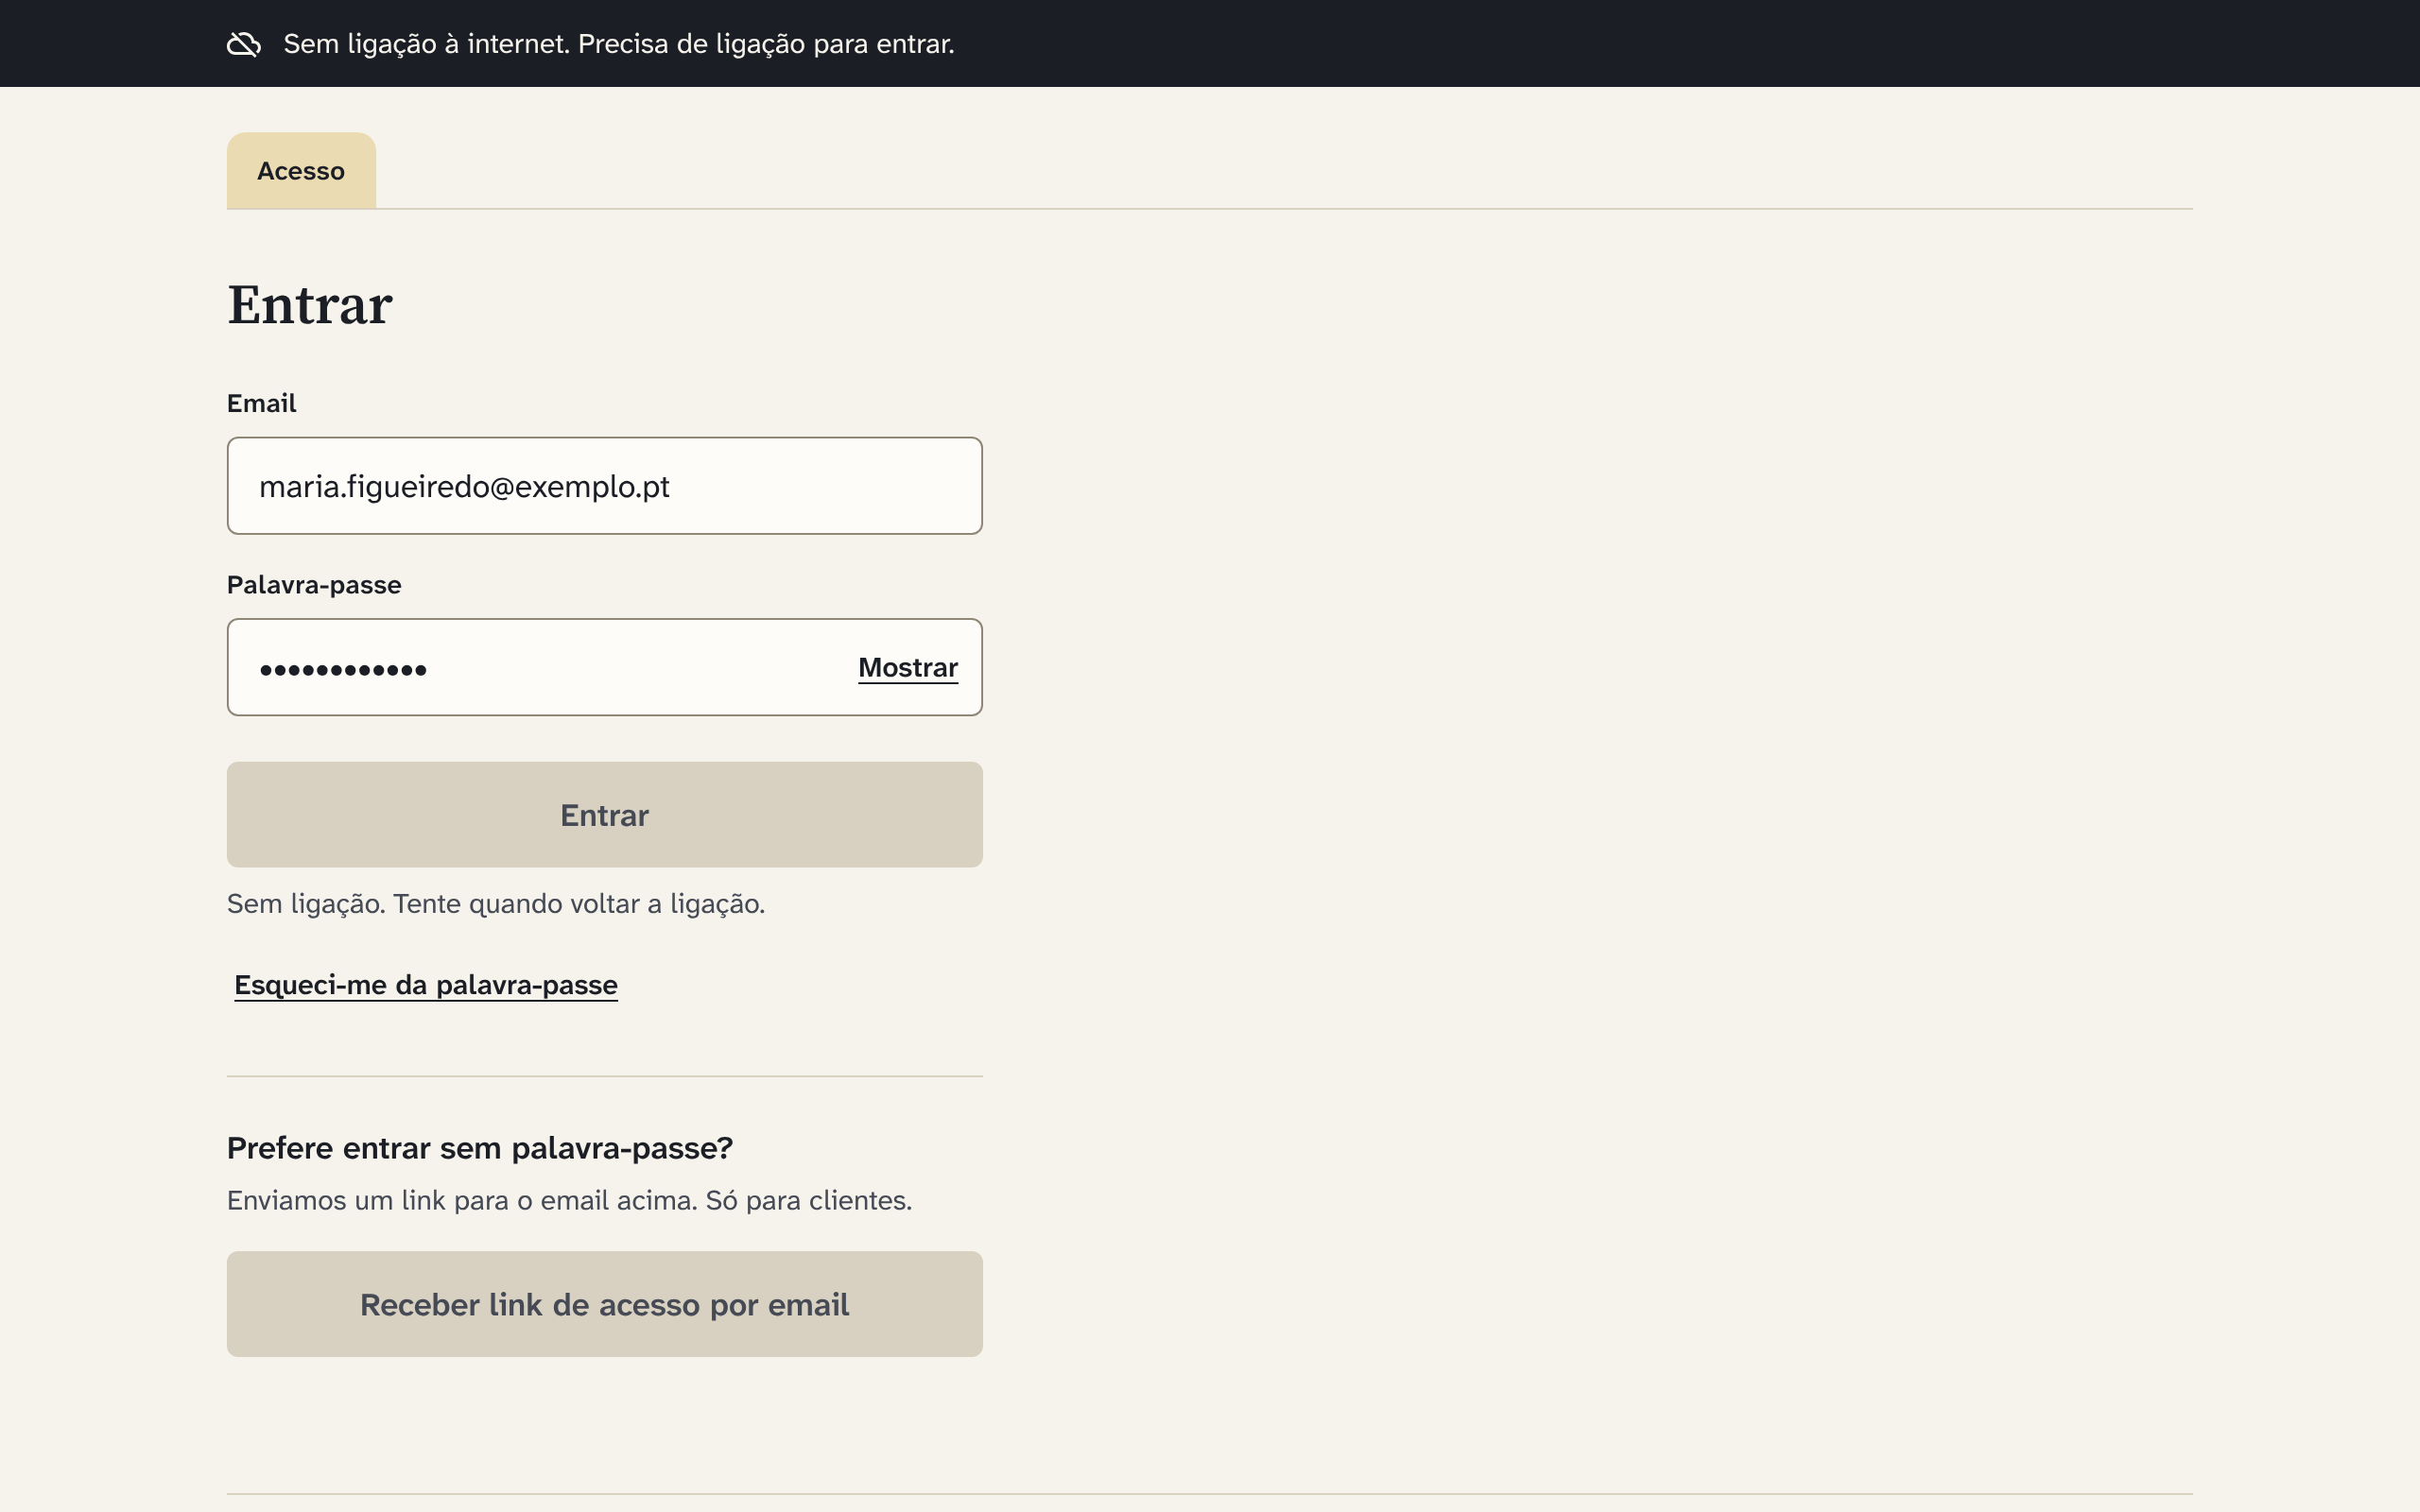 Sem ligação à internet. Precisa de ligação para entrar.
Acesso
Entrar
Email
maria.figueiredo@exemplo.pt
Palavra-passe
••••••••••••
Mostrar
Entrar
Sem ligação. Tente quando voltar a ligação.
Esqueci-me da palavra-passe
Prefere entrar sem palavra-passe?
Enviamos um link para o email acima. Só para clientes.
Receber link de acesso por email